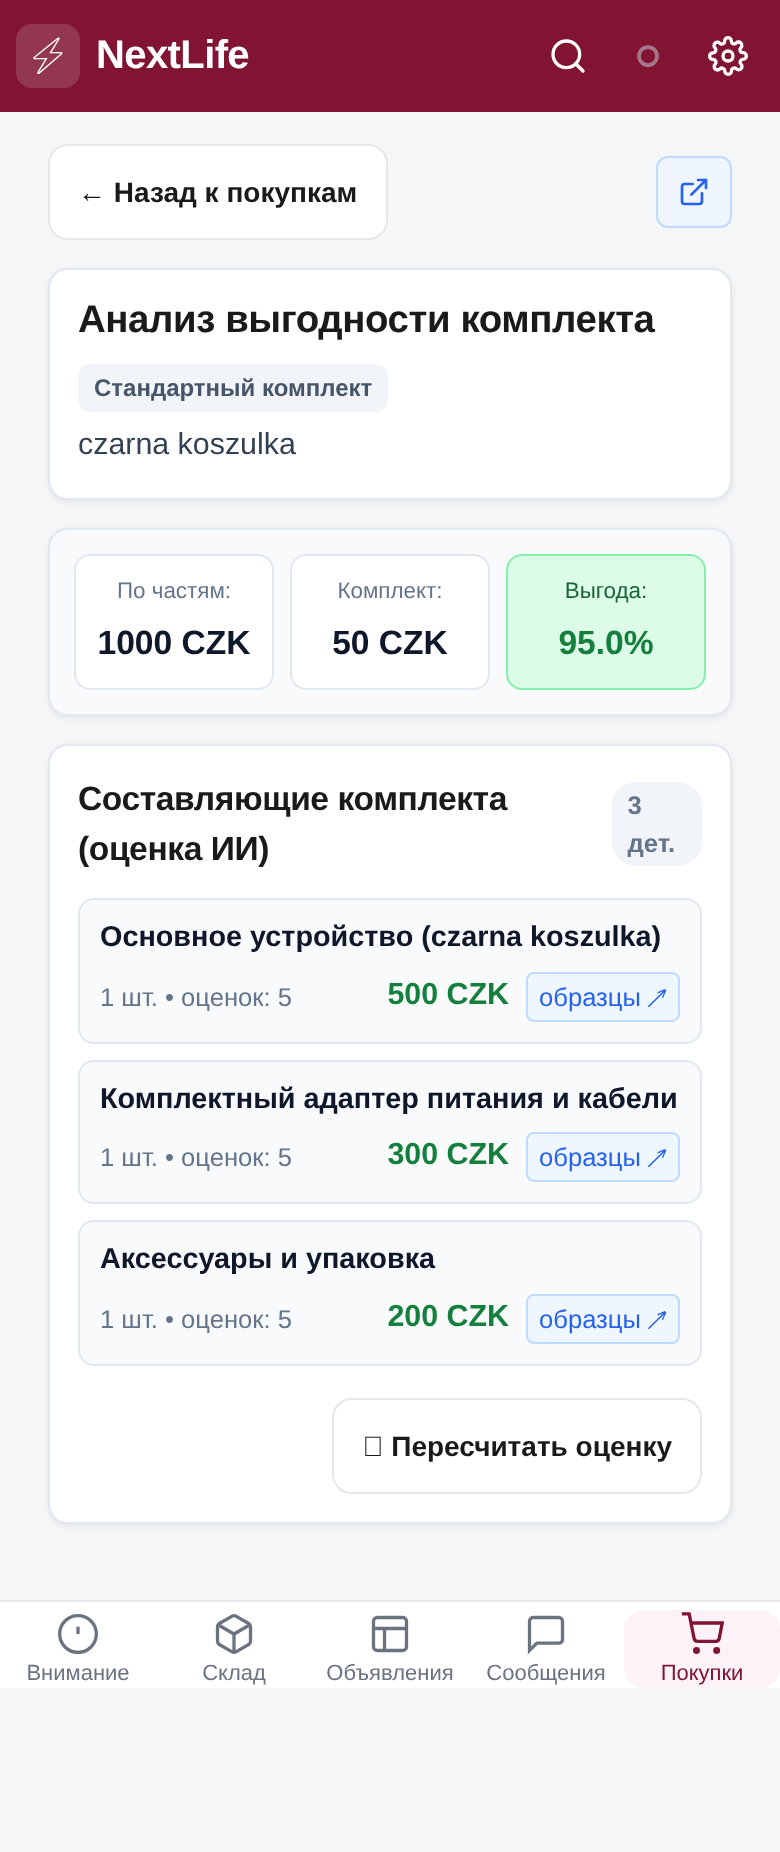 NextLife
← Назад к покупкам
Анализ выгодности комплекта
Стандартный комплект
czarna koszulka
По частям:
1000 CZK
Комплект:
50 CZK
Выгода:
95.0%
Составляющие комплекта
(оценка ИИ)
3
дет.
Основное устройство (czarna koszulka)
1 шт. • оценок: 5
500 CZK
образцы ↗
Комплектный адаптер питания и кабели
1 шт. • оценок: 5
300 CZK
образцы ↗
Аксессуары и упаковка
1 шт. • оценок: 5
200 CZK
образцы ↗
Пересчитать оценку
Внимание
Склад
Объявления
Сообщения
Покупки